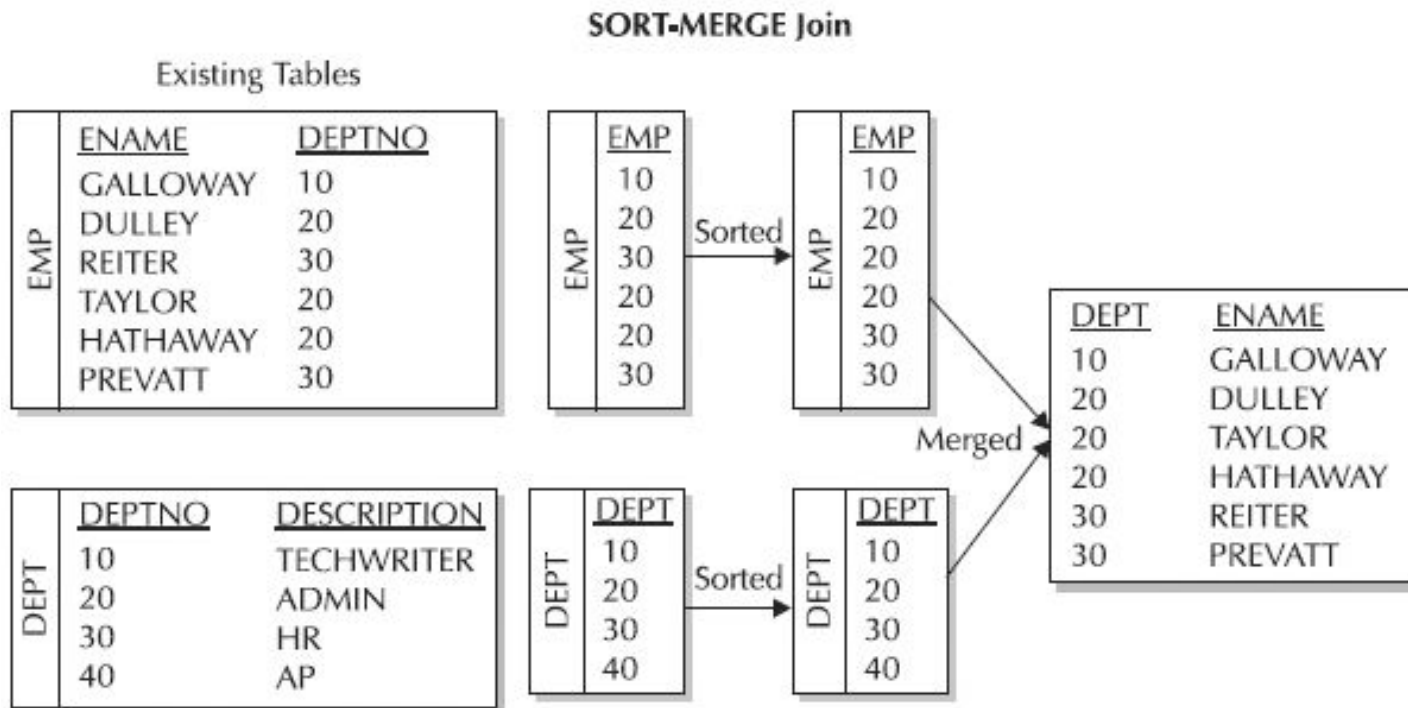 SORT-MERGE Join
Existing Tables
EMP
ENAME DEPTNO
GALLOWAY 10
DULLEY 20
REITER 30
TAYLOR 20
HATHAWAY 20
PREVATT 30
EMP
EMP
10
20
30
20
20
30
Sorted
EMP
EMP
10
20
20
20
30
30
DEPT
DEPTNO DESCRIPTION
10 TECHWRITER
20 ADMIN
30 HR
40 AP
DEPT
DEPT
10
20
30
40
Sorted
DEPT
DEPT
10
20
30
40
Merged
DEPT ENAME
10 GALLOWAY
20 DULLEY
20 TAYLOR
20 HATHAWAY
30 REITER
30 PREVATT